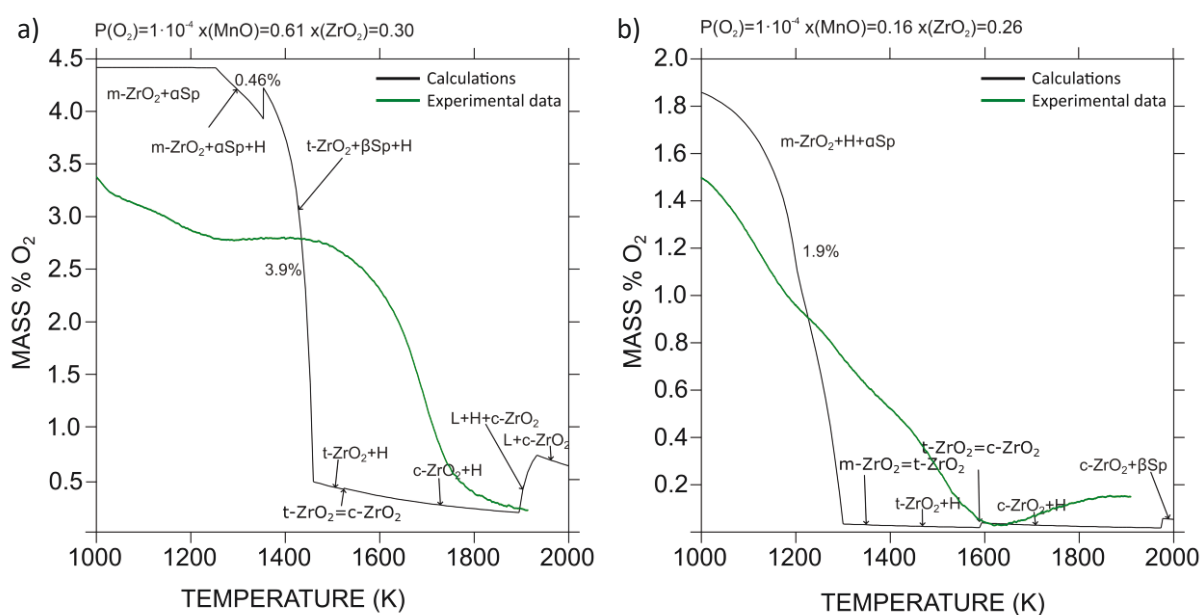 a)
P(O₂)=1·10⁻⁴ x(MnO)=0.61 x(ZrO₂)=0.30
4.5
4.0
3.5
3.0
2.5
2.0
1.5
1.0
0.5
MASS % O₂
Calculations
Experimental data
0.46%
m-ZrO₂+αSp
m-ZrO₂+αSp+H
t-ZrO₂+βSp+H
3.9%
L+H+c-ZrO₂
L+c-ZrO₂
t-ZrO₂+H
c-ZrO₂+H
t-ZrO₂=c-ZrO₂
1000 1200 1400 1600 1800 2000
TEMPERATURE (K)
b)
P(O₂)=1·10⁻⁴ x(MnO)=0.16 x(ZrO₂)=0.26
2.0
1.8
1.6
1.4
1.2
1.0
0.8
0.6
0.4
0.2
MASS % O₂
Calculations
Experimental data
m-ZrO₂+H+αSp
1.9%
t-ZrO₂=c-ZrO₂
m-ZrO₂=t-ZrO₂
c-ZrO₂+βSp
t-ZrO₂+H
c-ZrO₂+H
1000 1200 1400 1600 1800 2000
TEMPERATURE (K)